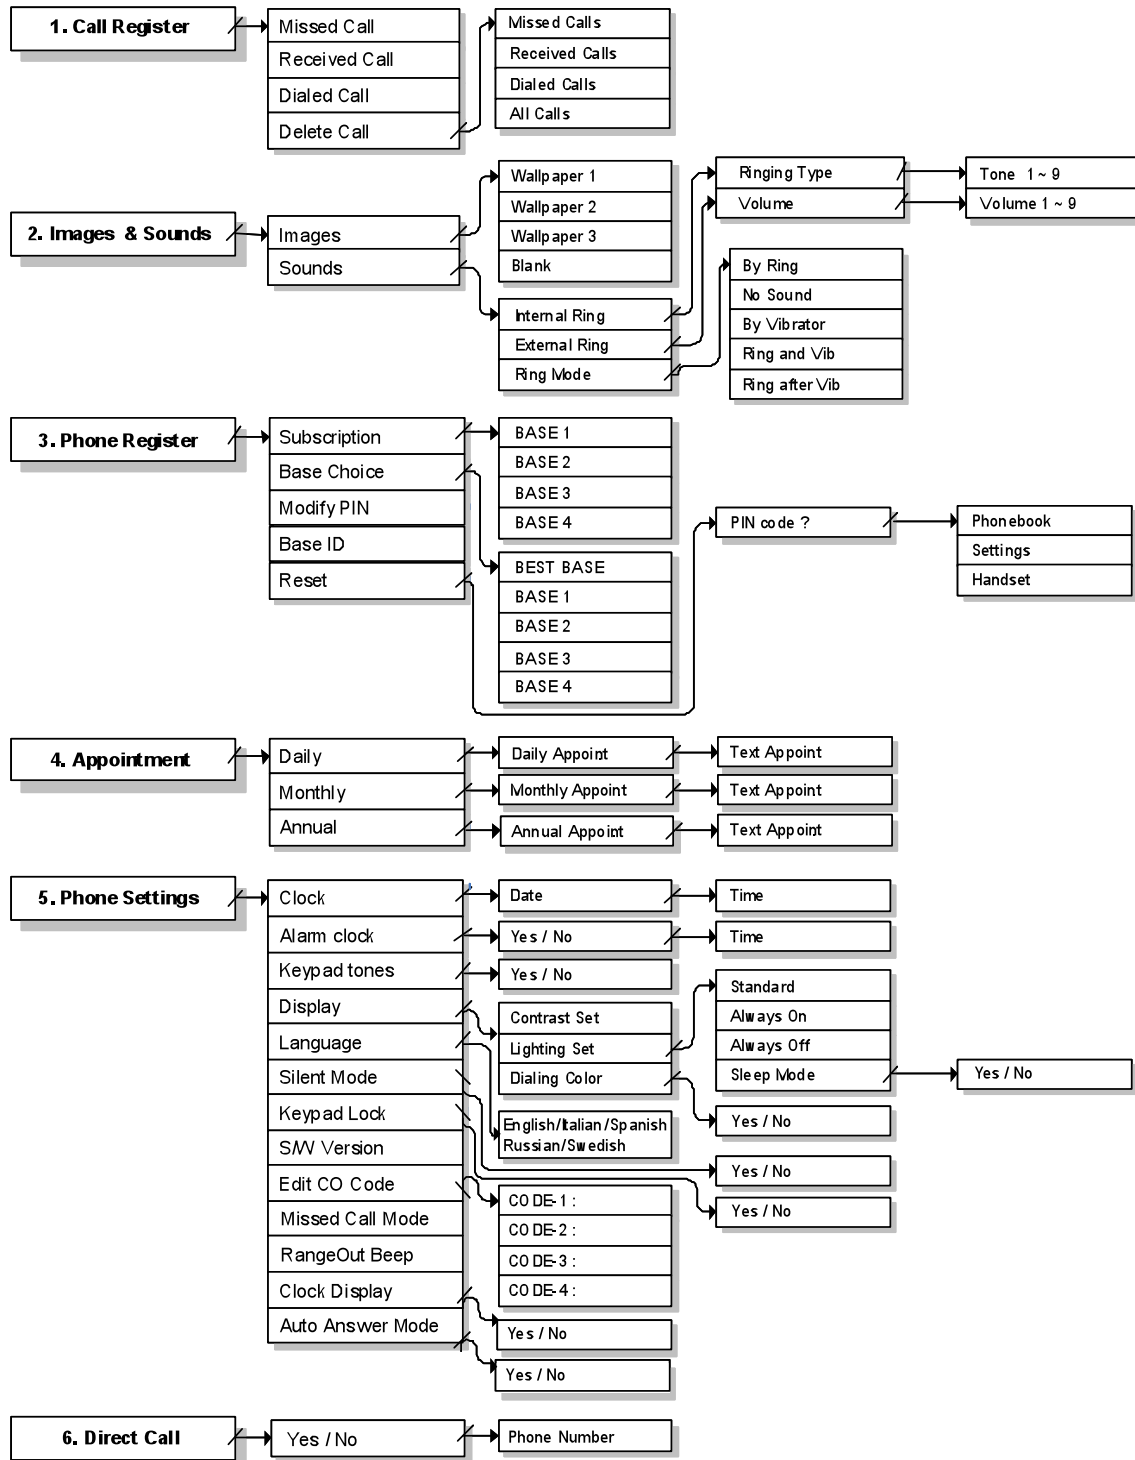 1. Call Register
Missed Call
Received Call
Dialed Call
Delete Call
Missed Calls
Received Calls
Dialed Calls
All Calls
2. Images & Sounds
Images
Sounds
Wallpaper 1
Wallpaper 2
Wallpaper 3
Blank
Internal Ring
External Ring
Ring Mode
Ringing Type
Volume
Tone 1 ~ 9
Volume 1 ~ 9
By Ring
No Sound
By Vibrator
Ring and Vib
Ring after Vib
3. Phone Register
Subscription
Base Choice
Modify PIN
Base ID
Reset
BASE 1
BASE 2
BASE 3
BASE 4
BEST BASE
BASE 1
BASE 2
BASE 3
BASE 4
PIN code ?
Phonebook
Settings
Handset
4. Appointment
Daily
Monthly
Annual
Daily Appoint
Monthly Appoint
Annual Appoint
Text Appoint
Text Appoint
Text Appoint
5. Phone Settings
Clock
Alarm clock
Keypad tones
Display
Language
Silent Mode
Keypad Lock
S/W Version
Edit CO Code
Missed Call Mode
RangeOut Beep
Clock Display
Auto Answer Mode
Date
Time
Yes / No
Time
Yes / No
Contrast Set
Lighting Set
Dialing Color
Standard
Always On
Always Off
Sleep Mode
Yes / No
Yes / No
English/Italian/Spanish
Russian/Swedish
Yes / No
Yes / No
CODE-1 :
CODE-2 :
CODE-3 :
CODE-4 :
Yes / No
Yes / No
6. Direct Call
Yes / No
Phone Number